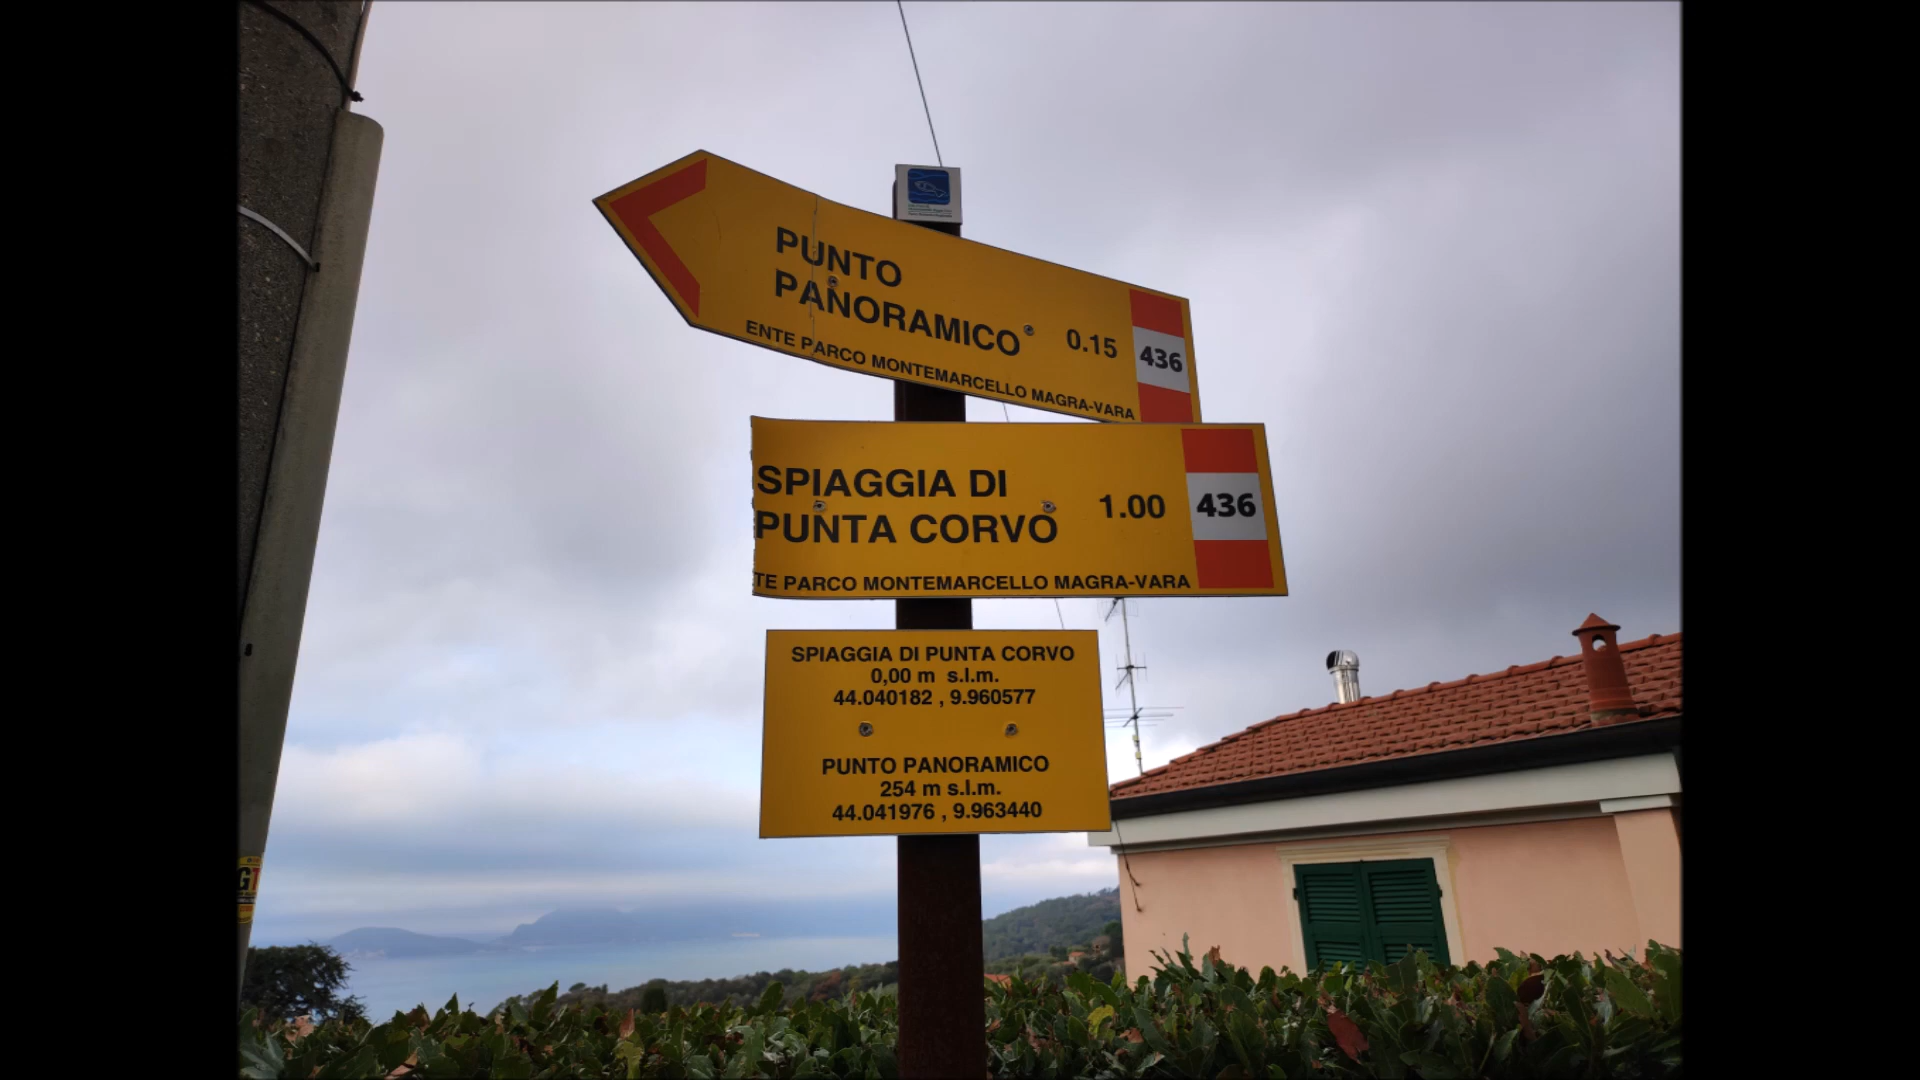 PUNTO
PANORAMICO 0.15
436
ENTE PARCO MONTEMARCELLO MAGRA-VARA
SPIAGGIA DI
PUNTA CORVO 1.00
436
TE PARCO MONTEMARCELLO MAGRA-VARA
SPIAGGIA DI PUNTA CORVO
0,00 m s.l.m.
44.040182 , 9.960577
PUNTO PANORAMICO
254 m s.l.m.
44.041976 , 9.963440
GT